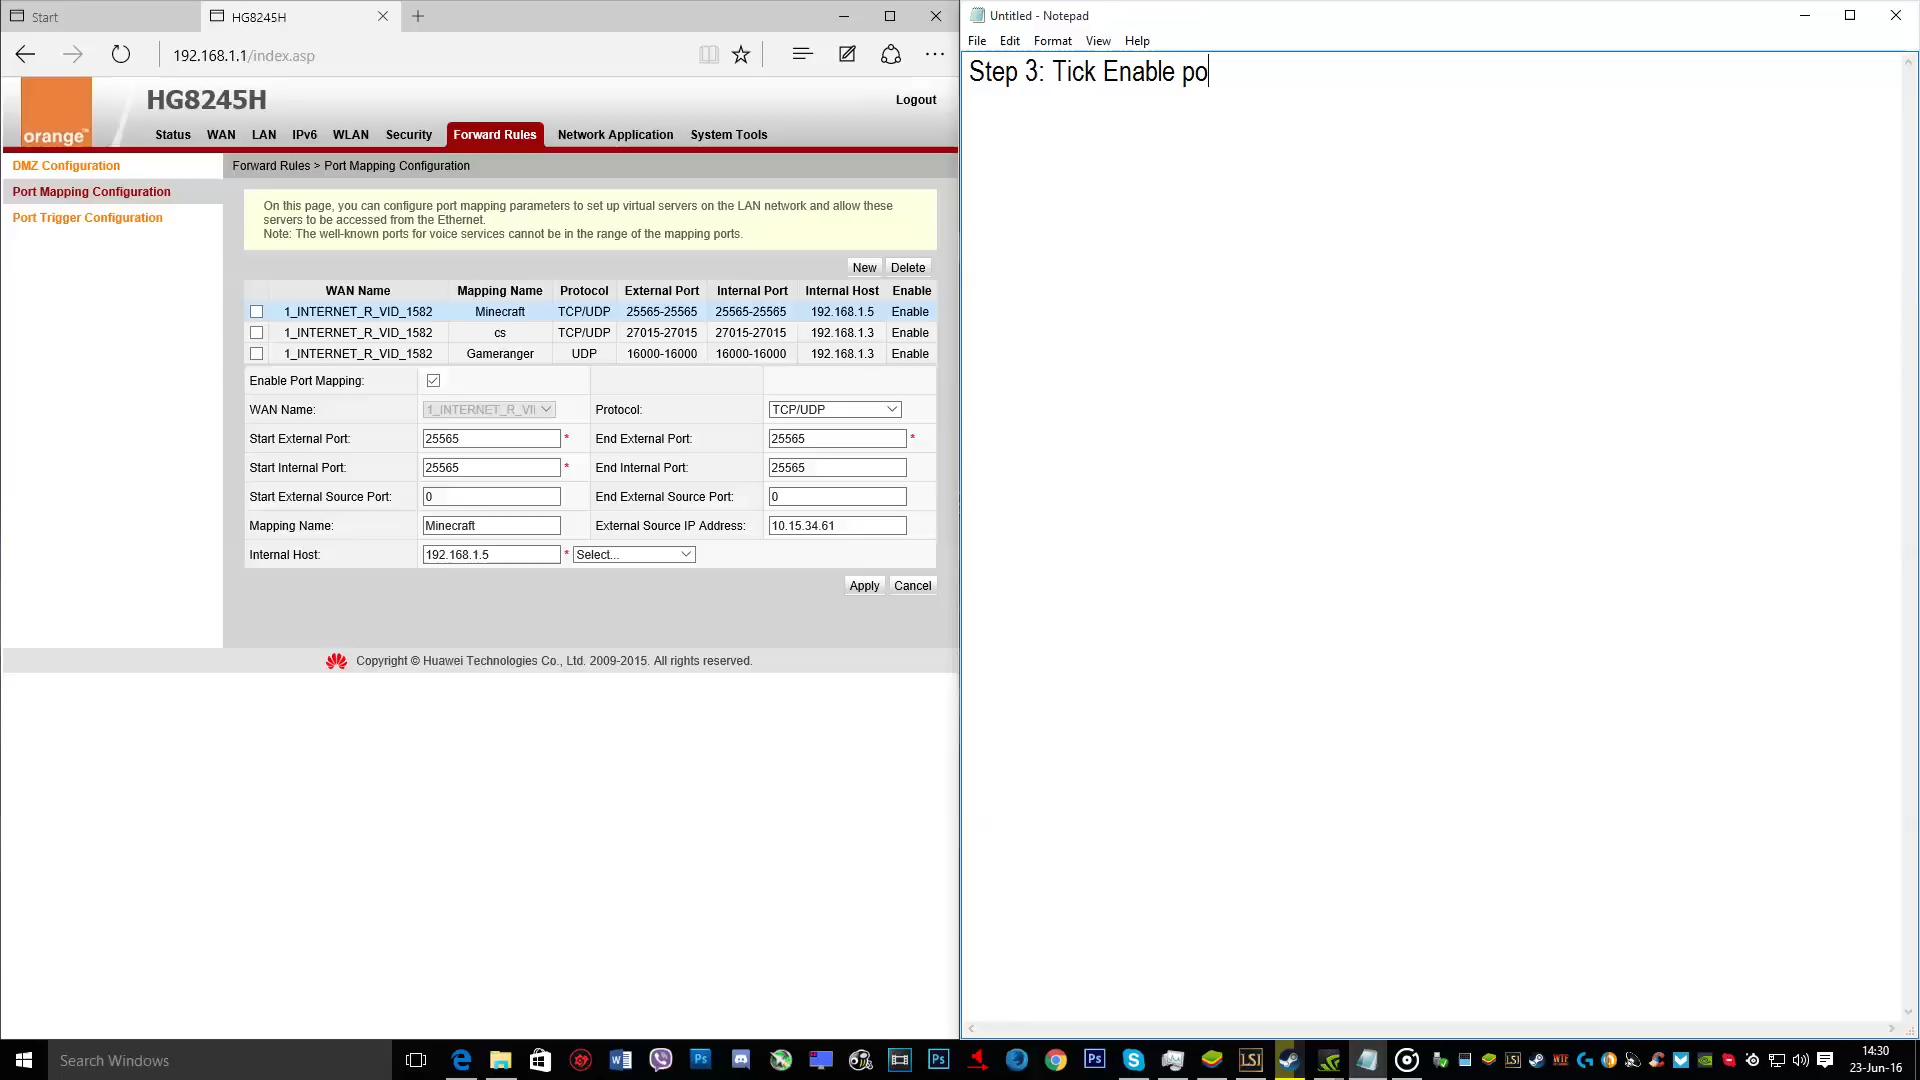 Start
HG8245H
192.168.1.1/index.asp
orange™
HG8245H
Logout
Status WAN LAN IPv6 WLAN Security Forward Rules Network Application System Tools
DMZ Configuration
Port Mapping Configuration
Port Trigger Configuration
Forward Rules > Port Mapping Configuration
On this page, you can configure port mapping parameters to set up virtual servers on the LAN network and allow these
servers to be accessed from the Ethernet.
Note: The well-known ports for voice services cannot be in the range of the mapping ports.
New Delete
WAN Name Mapping Name Protocol External Port Internal Port Internal Host Enable
1_INTERNET_R_VID_1582 Minecraft TCP/UDP 25565-25565 25565-25565 192.168.1.5 Enable
1_INTERNET_R_VID_1582 cs TCP/UDP 27015-27015 27015-27015 192.168.1.3 Enable
1_INTERNET_R_VID_1582 Gameranger UDP 16000-16000 16000-16000 192.168.1.3 Enable
Enable Port Mapping:
WAN Name: 1_INTERNET_R_VI Protocol: TCP/UDP
Start External Port: 25565 * End External Port: 25565 *
Start Internal Port: 25565 * End Internal Port: 25565
Start External Source Port: 0 End External Source Port: 0
Mapping Name: Minecraft External Source IP Address: 10.15.34.61
Internal Host: 192.168.1.5 * Select...
Apply Cancel
Copyright © Huawei Technologies Co., Ltd. 2009-2015. All rights reserved.
Untitled - Notepad
File Edit Format View Help
Step 3: Tick Enable po
Search Windows
14:30
23-Jun-16